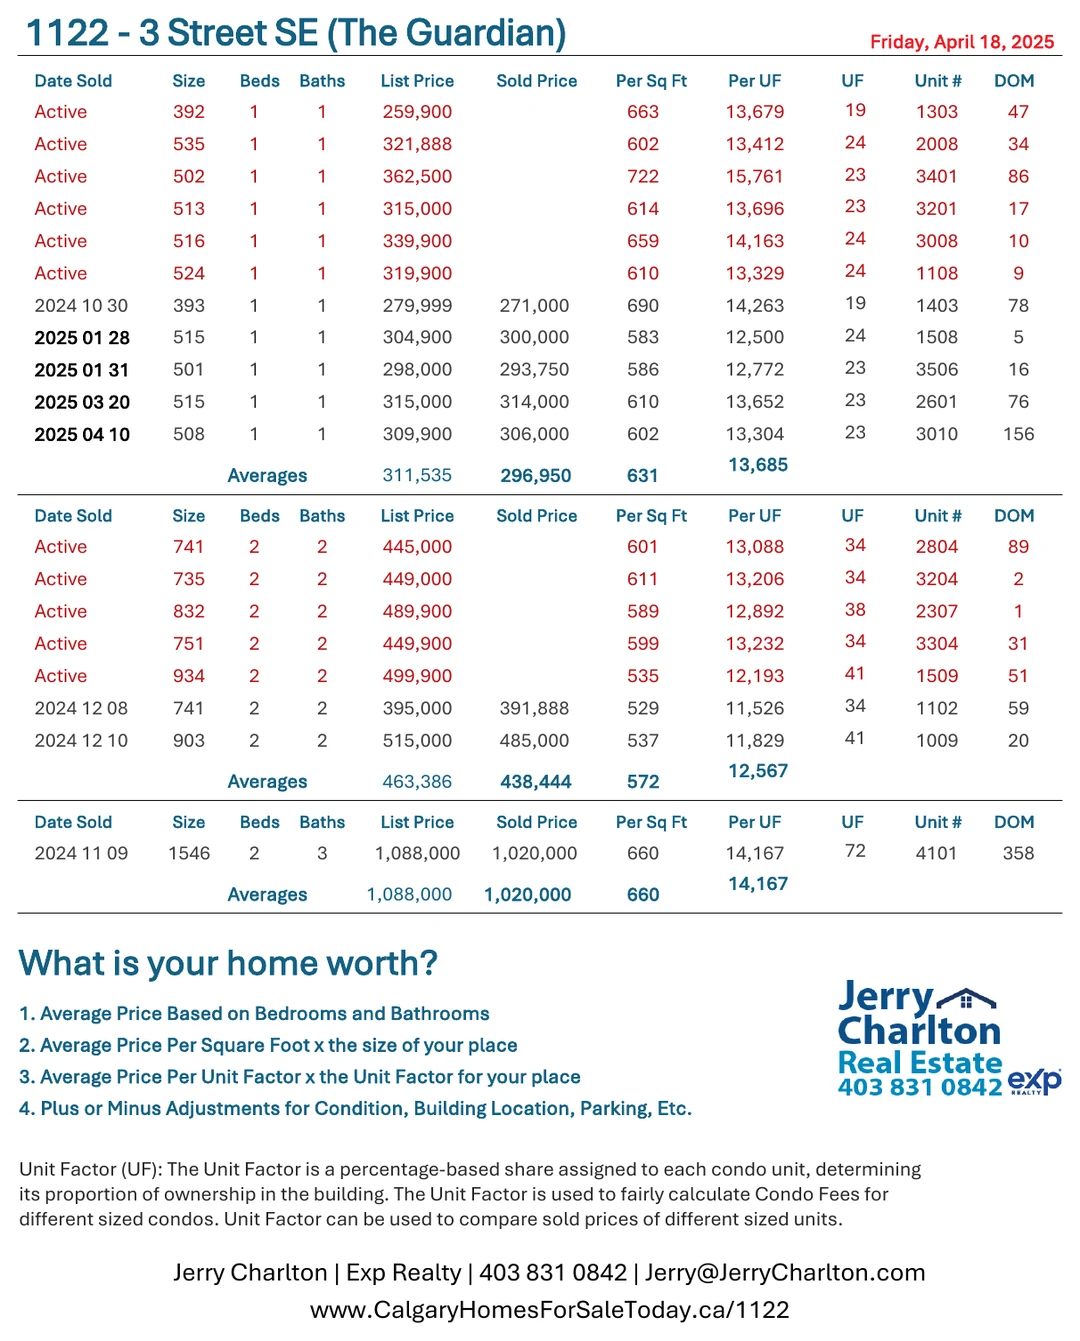 1122 - 3 Street SE (The Guardian)
Friday, April 18, 2025
Date Sold Size Beds Baths List Price Sold Price Per Sq Ft Per UF UF Unit # DOM
Active 392 1 1 259,900 663 13,679 19 1303 47
Active 535 1 1 321,888 602 13,412 24 2008 34
Active 502 1 1 362,500 722 15,761 23 3401 86
Active 513 1 1 315,000 614 13,696 23 3201 17
Active 516 1 1 339,900 659 14,163 24 3008 10
Active 524 1 1 319,900 610 13,329 24 1108 9
2024 10 30 393 1 1 279,999 271,000 690 14,263 19 1403 78
2025 01 28 515 1 1 304,900 300,000 583 12,500 24 1508 5
2025 01 31 501 1 1 298,000 293,750 586 12,772 23 3506 16
2025 03 20 515 1 1 315,000 314,000 610 13,652 23 2601 76
2025 04 10 508 1 1 309,900 306,000 602 13,304 23 3010 156
Averages 311,535 296,950 631 13,685
Date Sold Size Beds Baths List Price Sold Price Per Sq Ft Per UF UF Unit # DOM
Active 741 2 2 445,000 601 13,088 34 2804 89
Active 735 2 2 449,000 611 13,206 34 3204 2
Active 832 2 2 489,900 589 12,892 38 2307 1
Active 751 2 2 449,900 599 13,232 34 3304 31
Active 934 2 2 499,900 535 12,193 41 1509 51
2024 12 08 741 2 2 395,000 391,888 529 11,526 34 1102 59
2024 12 10 903 2 2 515,000 485,000 537 11,829 41 1009 20
Averages 463,386 438,444 572 12,567
Date Sold Size Beds Baths List Price Sold Price Per Sq Ft Per UF UF Unit # DOM
2024 11 09 1546 2 3 1,088,000 1,020,000 660 14,167 72 4101 358
Averages 1,088,000 1,020,000 660 14,167
What is your home worth?
1. Average Price Based on Bedrooms and Bathrooms
2. Average Price Per Square Foot x the size of your place
3. Average Price Per Unit Factor x the Unit Factor for your place
4. Plus or Minus Adjustments for Condition, Building Location, Parking, Etc.
Jerry
Charlton
Real Estate
403 831 0842
exp
REALTY
Unit Factor (UF): The Unit Factor is a percentage-based share assigned to each condo unit, determining
its proportion of ownership in the building. The Unit Factor is used to fairly calculate Condo Fees for
different sized condos. Unit Factor can be used to compare sold prices of different sized units.
Jerry Charlton | Exp Realty | 403 831 0842 | Jerry@JerryCharlton.com
www.CalgaryHomesForSaleToday.ca/1122